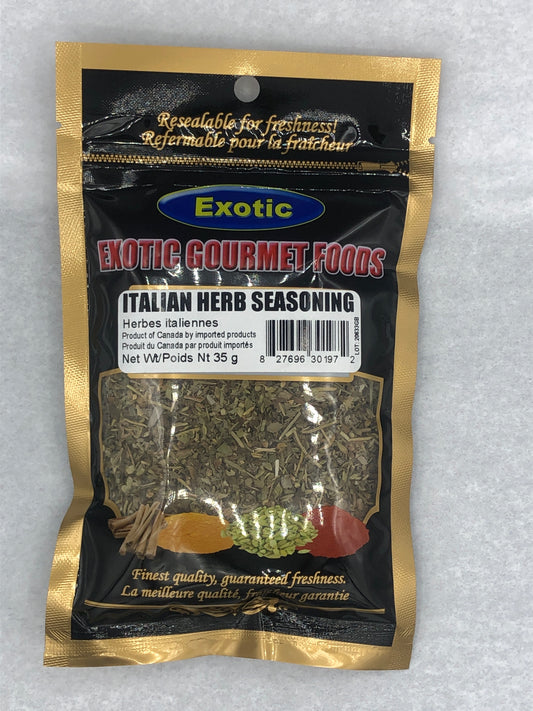 Resealable for freshness!
Refermable pour la fraîcheur
Exotic
EXOTIC GOURMET FOODS
ITALIAN HERB SEASONING
Herbes italiennes
Product of Canada by imported products
Produit du Canada par produit importés
Net Wt/Poids Nt 35 g
8 27696 30197 2
LOT: 20633GB
Finest quality, guaranteed freshness.
La meilleure qualité, fraîcheur garantie